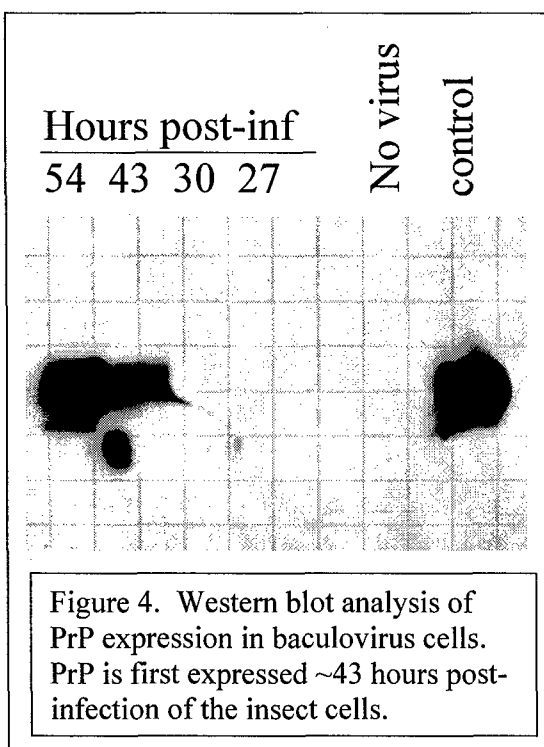 Hours post-inf
54 43 30 27
No virus
control
Figure 4. Western blot analysis of
PrP expression in baculovirus cells.
PrP is first expressed ~43 hours post-
infection of the insect cells.